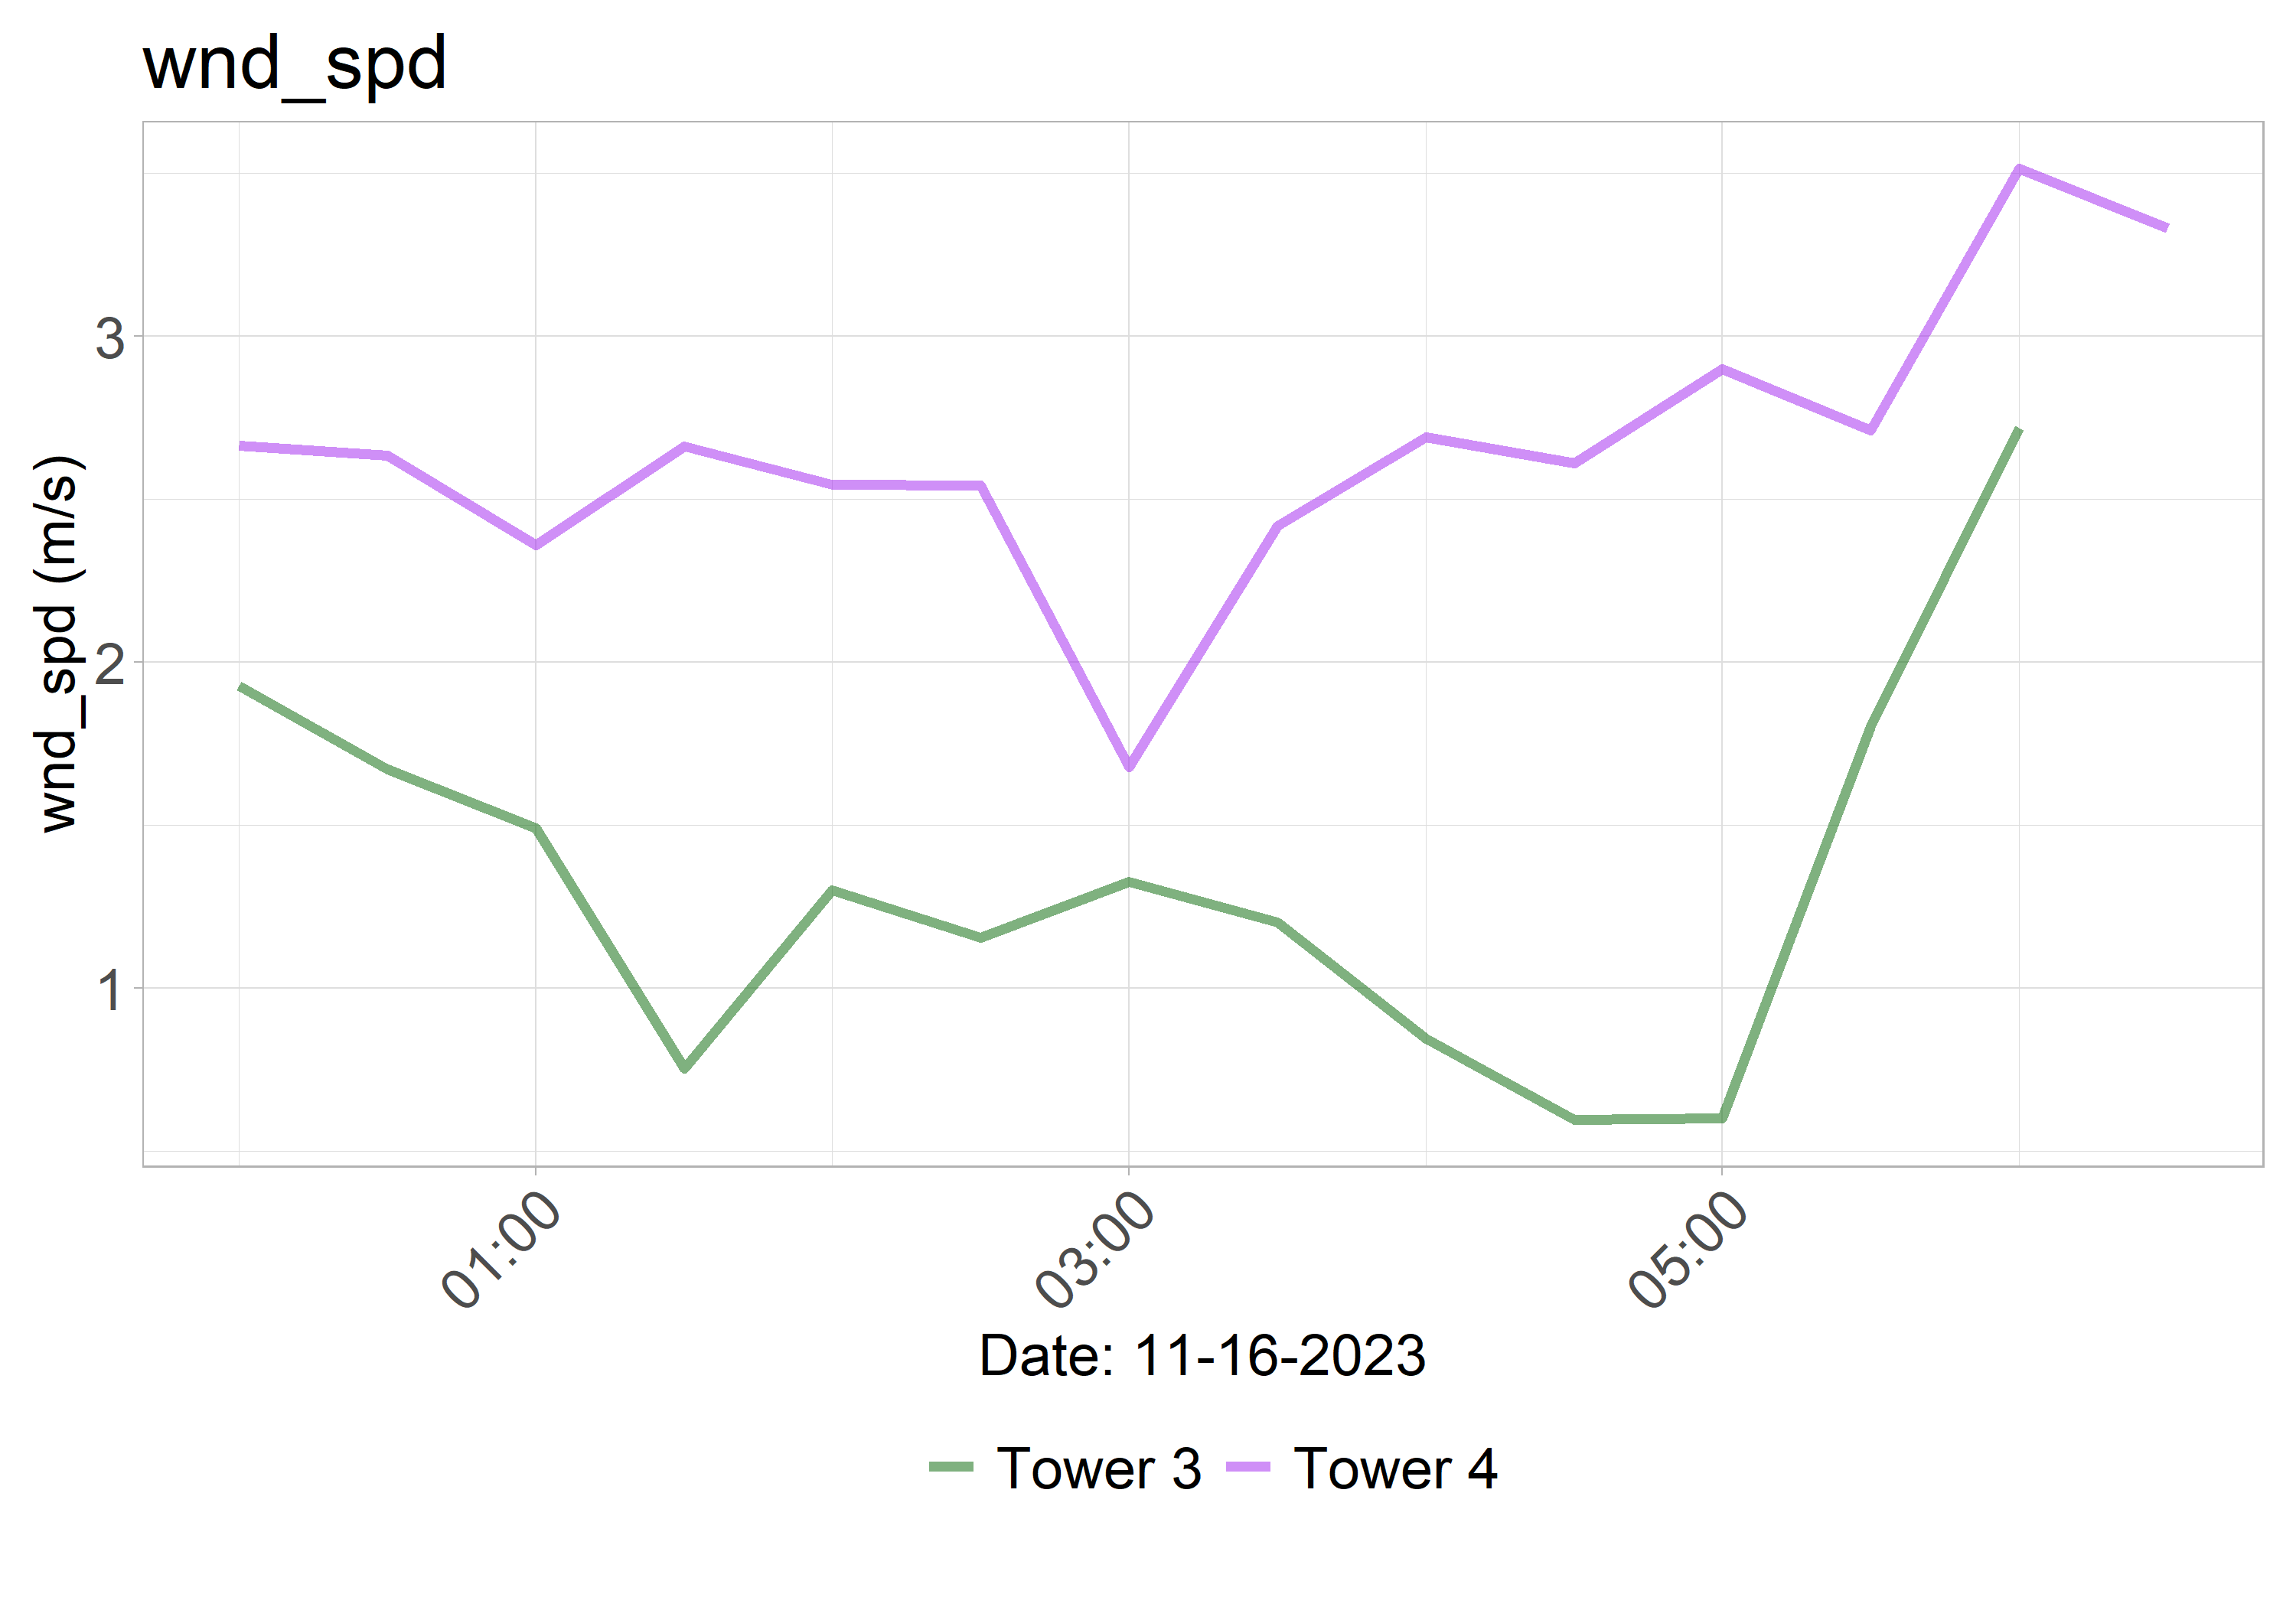 wnd_spd
wnd_spd (m/s)
3
2
1
01:00
03:00
05:00
Date: 11-16-2023
Tower 3
Tower 4